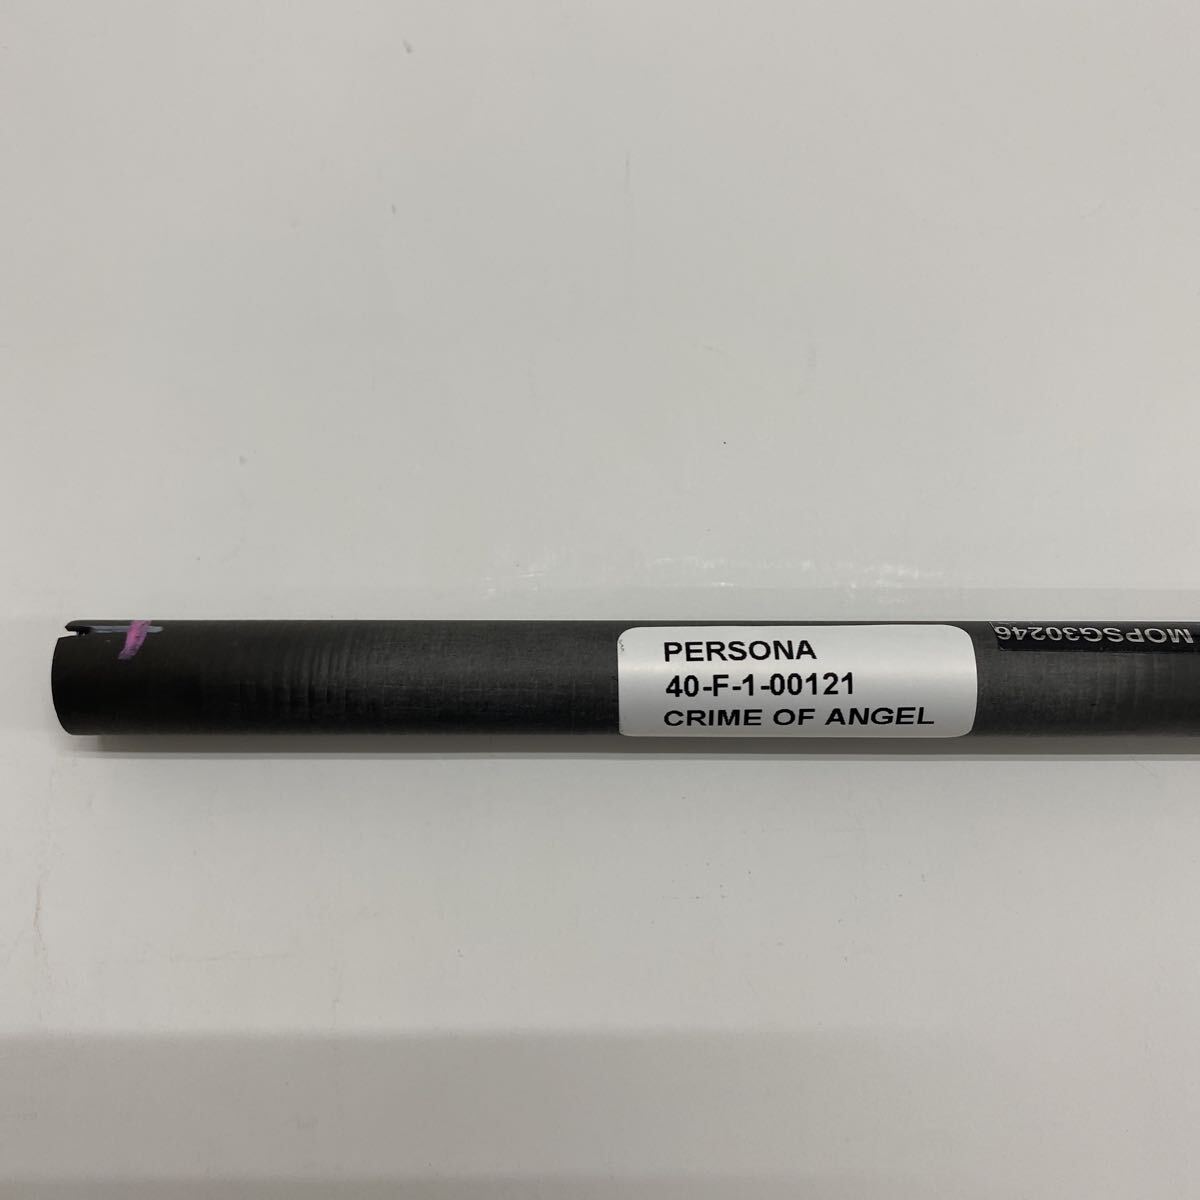 PERSONA
40-F-1-00121
CRIME OF ANGEL
MOPSG30246